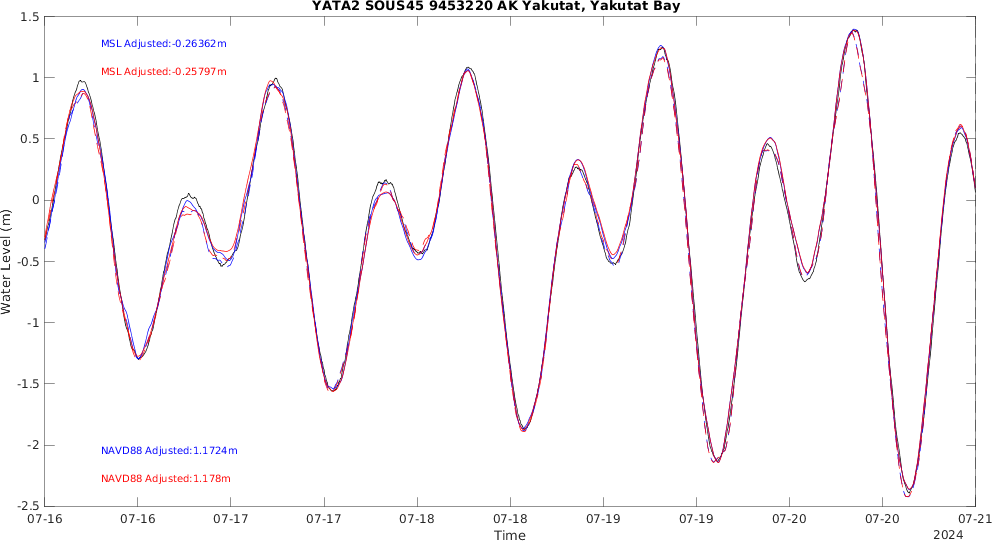 YATA2 SOUS45 9453220 AK Yakutat, Yakutat Bay
MSL Adjusted:-0.26362m
MSL Adjusted:-0.25797m
NAVD88 Adjusted:1.1724m
NAVD88 Adjusted:1.178m
Water Level (m)
1.5
1
0.5
0
-0.5
-1
-1.5
-2
-2.5
07-16 07-16 07-17 07-17 07-18 07-18 07-19 07-19 07-20 07-20 07-21
2024
Time